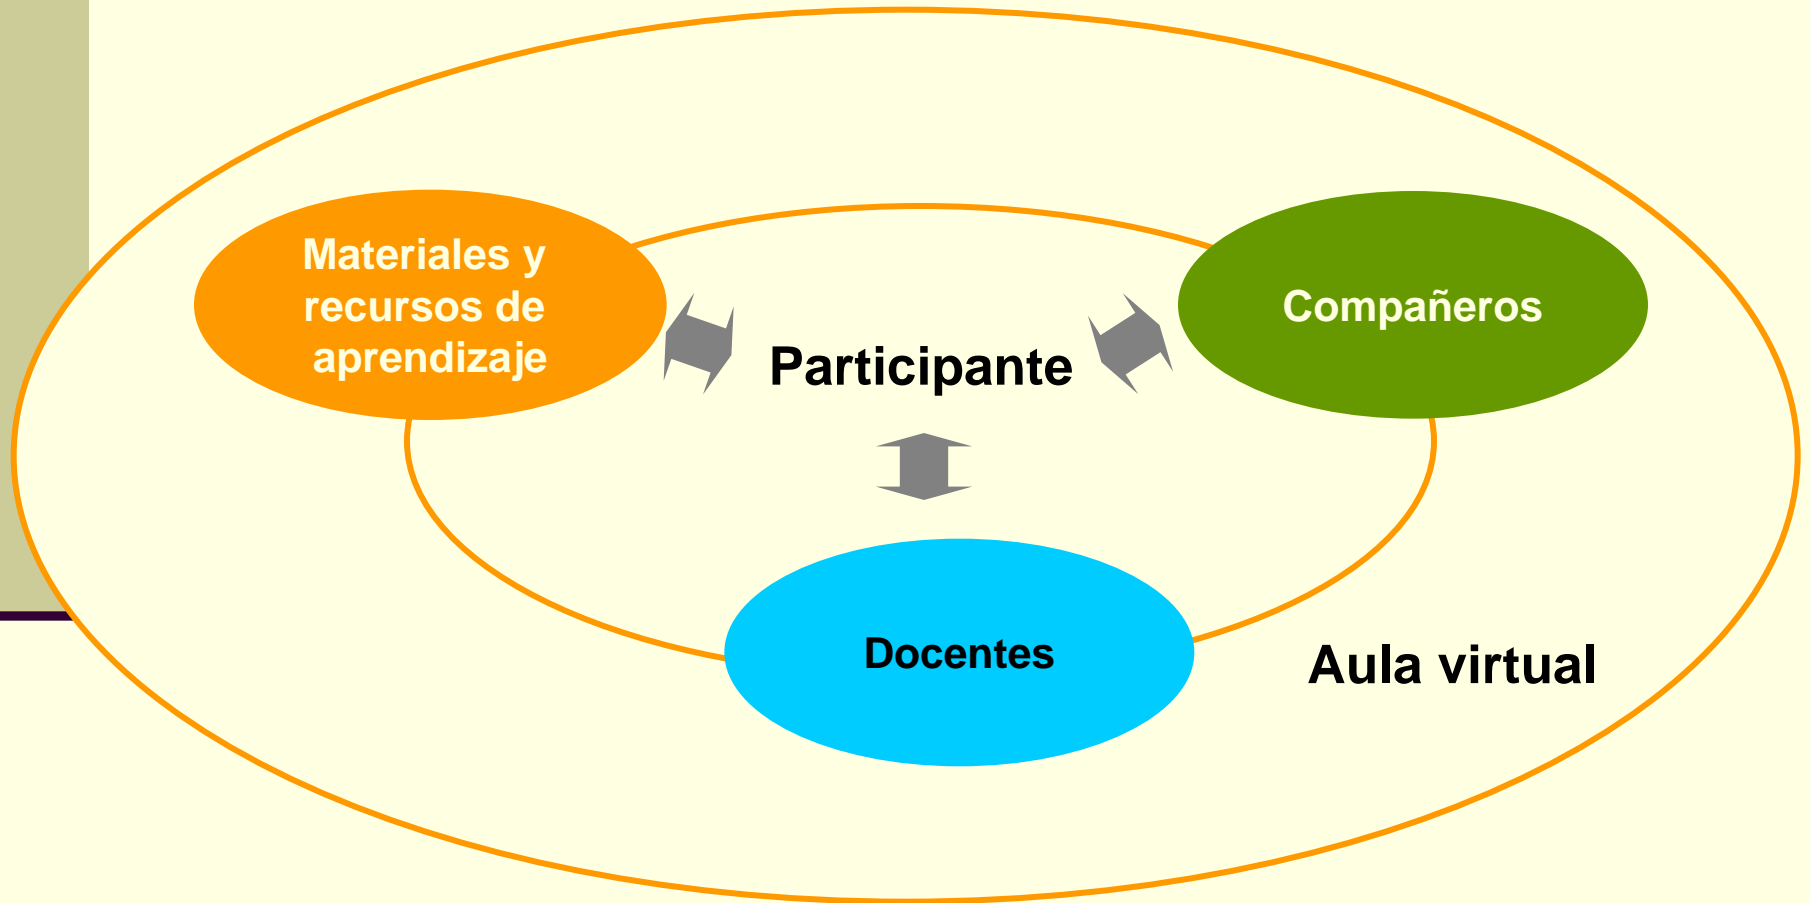 Materiales y
recursos de
aprendizaje
Compañeros
Participante
Docentes
Aula virtual